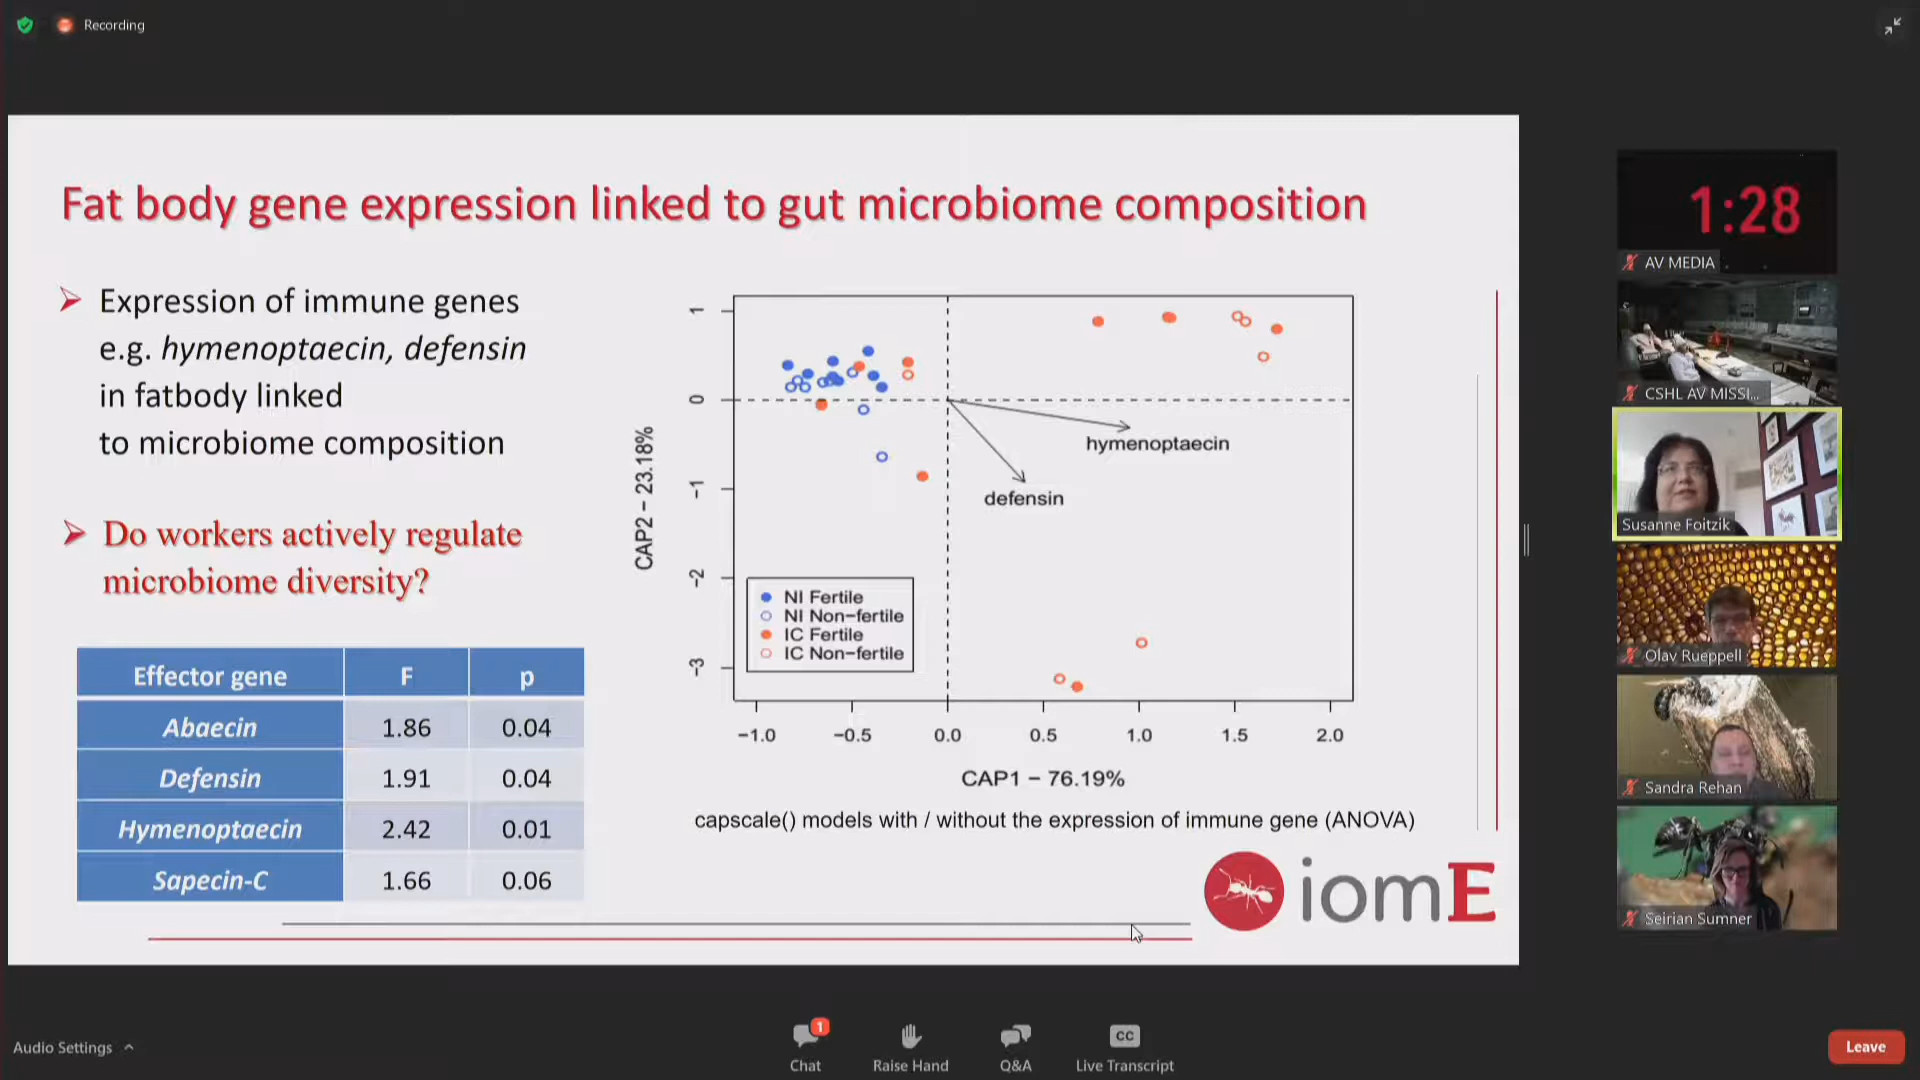 Recording
Fat body gene expression linked to gut microbiome composition
Expression of immune genes
e.g. hymenoptaecin, defensin
in fatbody linked
to microbiome composition
Do workers actively regulate
microbiome diversity?
Effector gene F p
Abaecin 1.86 0.04
Defensin 1.91 0.04
Hymenoptaecin 2.42 0.01
Sapecin-C 1.66 0.06
CAP2 − 23.18%
1
0
−1
−2
−3
hymenoptaecin
defensin
NI Fertile
NI Non−fertile
IC Fertile
IC Non−fertile
−1.0 −0.5 0.0 0.5 1.0 1.5 2.0
CAP1 − 76.19%
capscale() models with / without the expression of immune gene (ANOVA)
iomE
1:28
AV MEDIA
CSHL AV MISSI...
Susanne Foitzik
Olav Rueppell
Sandra Rehan
Seirian Sumner
Audio Settings
1
Chat
Raise Hand
Q&A
CC
Live Transcript
Leave